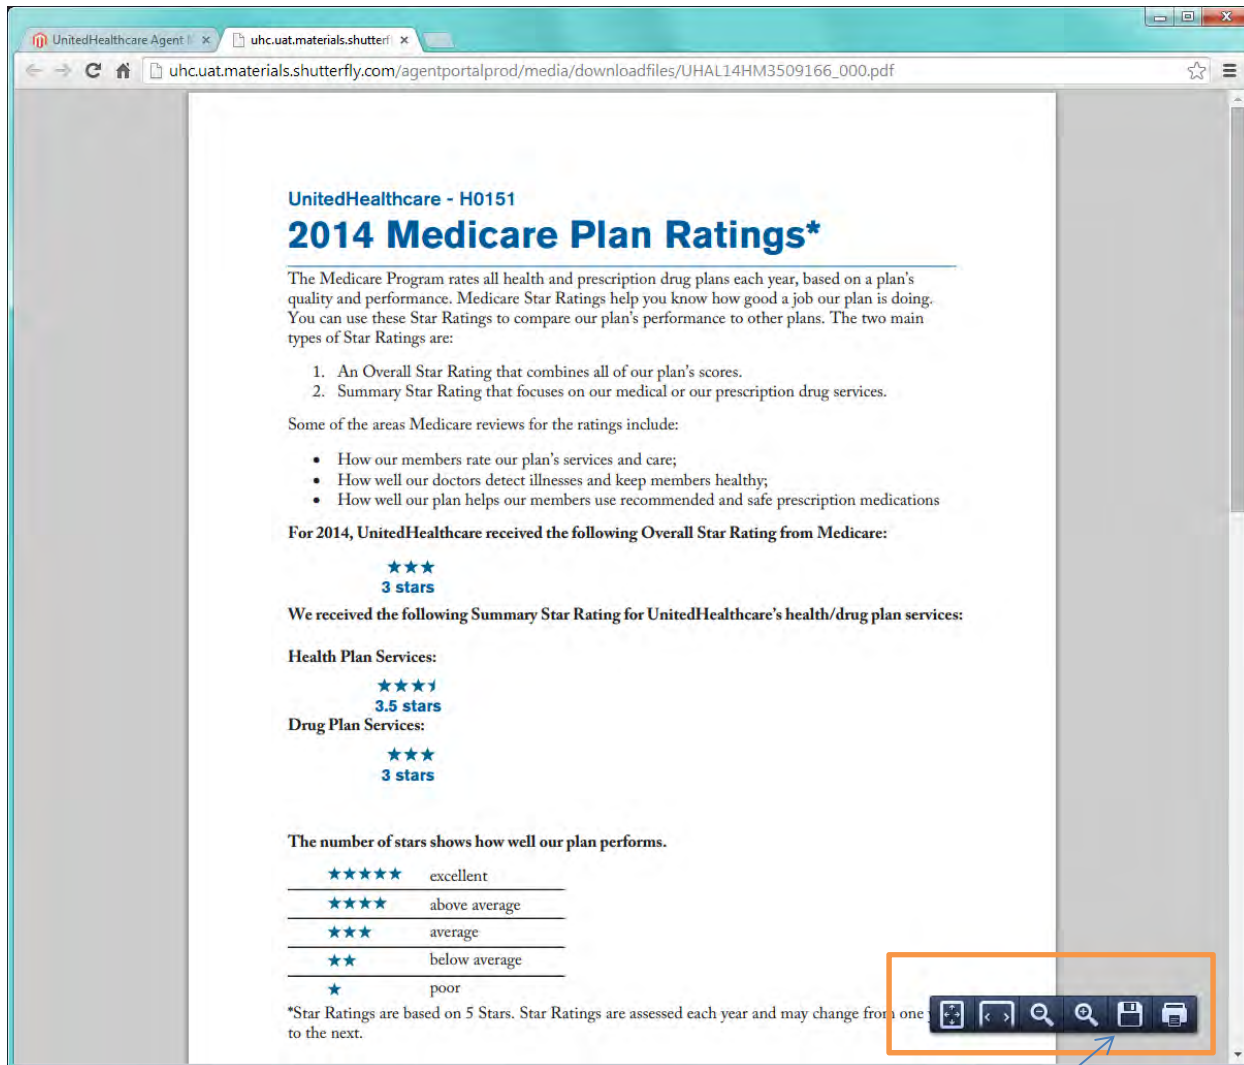 UnitedHealthcare Agent
uhc.uat.materials.shutterf
uhc.uat.materials.shutterfly.com/agentportalprod/media/downloadfiles/UHAL14HM3509166_000.pdf
UnitedHealthcare - H0151
2014 Medicare Plan Ratings*
The Medicare Program rates all health and prescription drug plans each year, based on a plan's
quality and performance. Medicare Star Ratings help you know how good a job our plan is doing.
You can use these Star Ratings to compare our plan's performance to other plans. The two main
types of Star Ratings are:
1. An Overall Star Rating that combines all of our plan's scores.
2. Summary Star Rating that focuses on our medical or our prescription drug services.
Some of the areas Medicare reviews for the ratings include:
• How our members rate our plan's services and care;
• How well our doctors detect illnesses and keep members healthy;
• How well our plan helps our members use recommended and safe prescription medications
For 2014, UnitedHealthcare received the following Overall Star Rating from Medicare:
★★★
3 stars
We received the following Summary Star Rating for UnitedHealthcare's health/drug plan services:
Health Plan Services:
3.5 stars
Drug Plan Services:
★★★
3 stars
The number of stars shows how well our plan performs.
★★★★★ excellent
★★★★ above average
★★★ average
★★ below average
★ poor
*Star Ratings are based on 5 Stars. Star Ratings are assessed each year and may change from one
to the next.